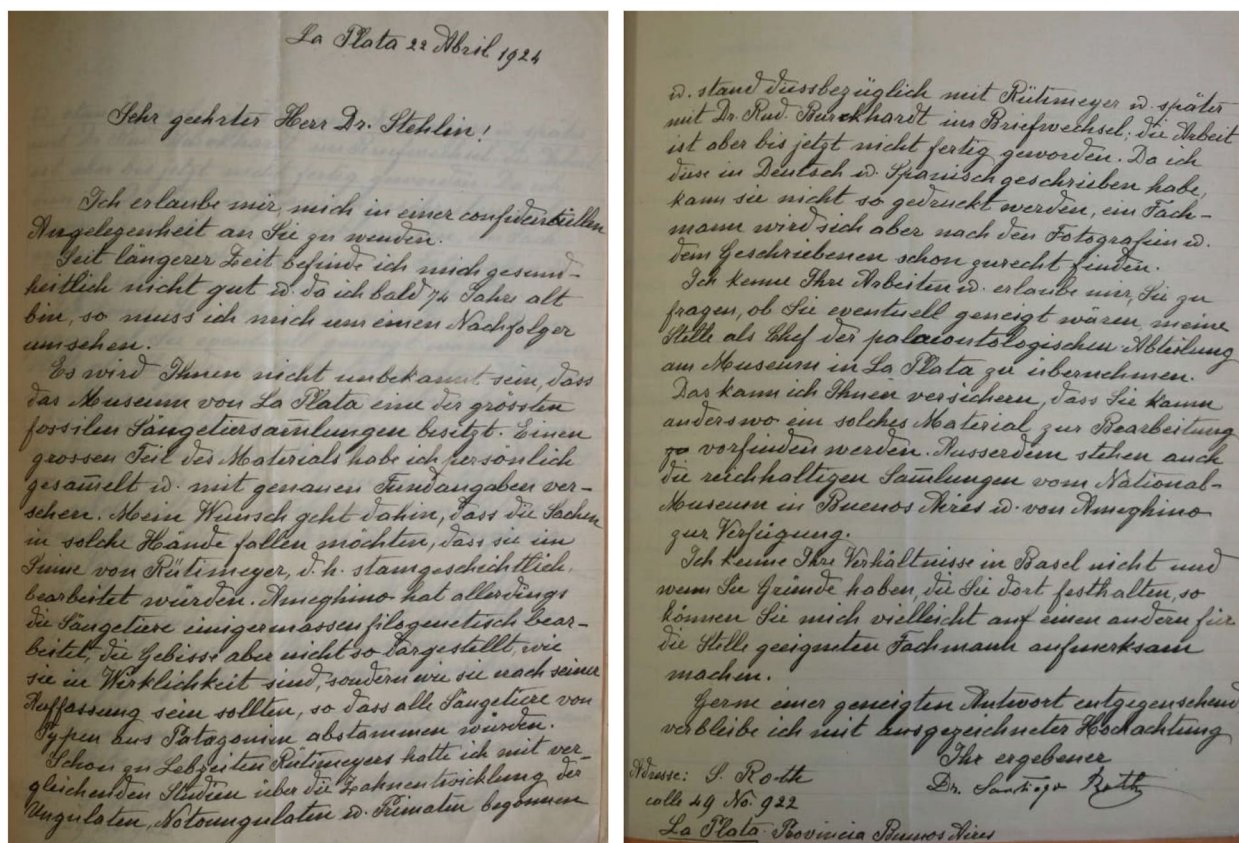 La Plata 22 Abril 1924
Sehr geehrter Herr Dr. Stehlin!
Ich erlaube mir, mich in einer confidentiellen
Angelegenheit an Sie zu wenden.
Seit längerer Zeit befinde ich mich gesund-
heitlich nicht gut u. da ich bald 74 Jahre alt
bin, so muss ich mich um einen Nachfolger
umsehen.
Es wird Ihnen nicht unbekannt sein, dass
das Museum von La Plata eine der grössten
fossilen Säugetiersam̅lungen besitzt. Einen
grossen Teil des Materials habe ich persönlich
gesam̅elt u. mit genauen Fundangaben ver-
sehen. Mein Wunsch geht dahin, dass die Sachen
in solche Hände fallen möchten, dass sie im
Sinne von Rütimeyer, d. h. stam̅geschichtlich,
bearbeitet würden. Ameghino hat allerdings
die Säugetiere einigermassen filogenetisch bear-
beitet, die Gebisse aber nicht so dargestellt, wie
sie in Wirklichkeit sind, sondern wie sie nach seiner
Auffassung sein sollten, so dass alle Säugetiere von
Typen aus Patagonien abstammen würden.
Schon zu Lebzeiten Rütimeyers hatte ich mit ver-
gleichenden Studien über die Zahnentwicklung der
Ungulaten, Notoungulaten u. Primaten begonnen
u. stand diessbezüglich mit Rütimeyer u. später
mit Dr. Rud. Burckhardt im Briefwechsel; die Arbeit
ist aber bis jetzt nicht fertig geworden. Da ich
diese in Deutsch u. Spanisch geschrieben habe,
kann sie nicht so gedruckt werden, ein Fach-
mann wird sich aber nach den Fotografien u.
dem Geschriebenen schon zurecht finden.
Ich kenne Ihre Arbeiten u. erlaube mir, Sie zu
fragen, ob Sie eventuell geneigt wären, meine
Stelle als Chef der palaeontologischen Abteilung
am Museum in La Plata zu übernehmen.
Das kann ich Ihnen versichern, dass Sie kaum
anderswo ein solches Material zur Bearbeitung
vorfinden werden. Ausserdem stehen auch
die reichhaltigen Sam̅lungen vom National-
Museum in Buenos Aires u. von Ameghino
zur Verfügung.
Ich kenne Ihre Verhältnisse in Basel nicht und
wenn Sie Gründe haben, die Sie dort festhalten, so
können Sie mich vielleicht auf einen andern für
die Stelle geeigneten Fachmann aufmerksam
machen.
Gerne einer geneigten Antwort entgegensehend
verbleibe ich mit ausgezeichneter Hochachtung
Ihr ergebener
Dr. Santiago Roth
Adresse: S. Roth
calle 49 No. 922
La Plata. Provincia Buenos Aires